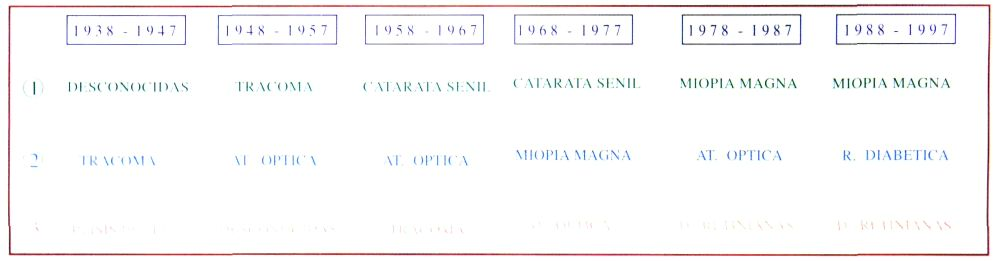 1938 - 1947 1948 - 1957 1958 - 1967 1968 - 1977 1978 - 1987 1988 - 1997
1 DESCONOCIDAS TRACOMA CATARATA SENIL CATARATA SENIL MIOPIA MAGNA MIOPIA MAGNA
2 TRACOMA AT. OPTICA AT. OPTICA MIOPIA MAGNA AT. OPTICA R. DIABETICA
3 TRACOMA D. RETINIANAS D. RETINIANAS